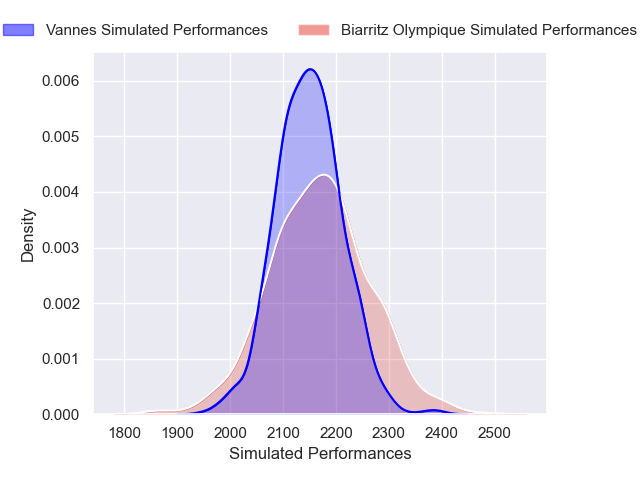 Vannes Simulated Performances Biarritz Olympique Simulated Performances
0.006
0.005
0.004
0.003
0.002
0.001
0.000
Density
1800 1900 2000 2100 2200 2300 2400 2500
Simulated Performances